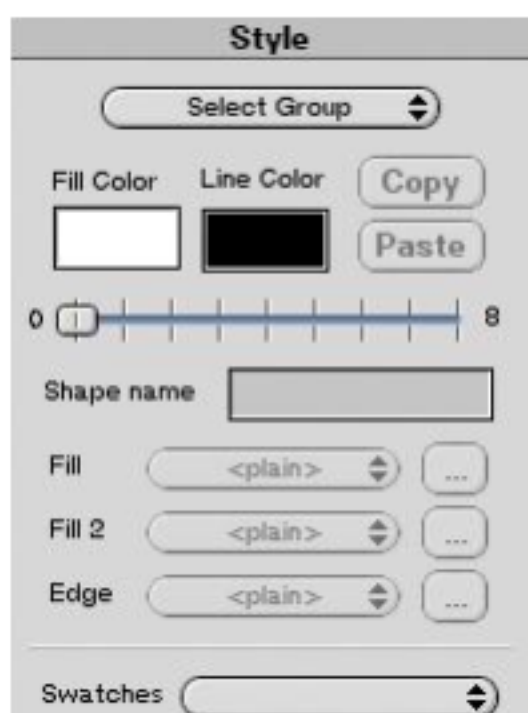 Style
Select Group
Fill Color Line Color Copy
Paste
0 8
Shape name
Fill <plain> ...
Fill 2 <plain> ...
Edge <plain> ...
Swatches